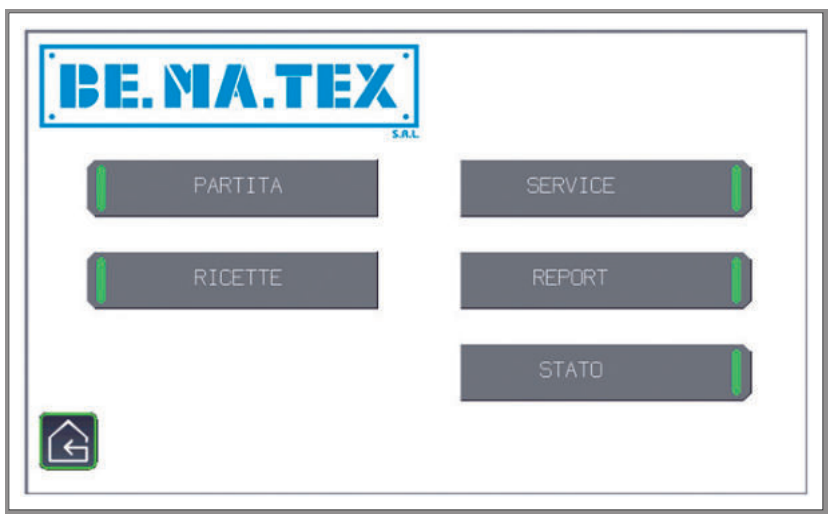 BE.MA.TEX
S.R.L.
PARTITA
SERVICE
RICETTE
REPORT
STATO